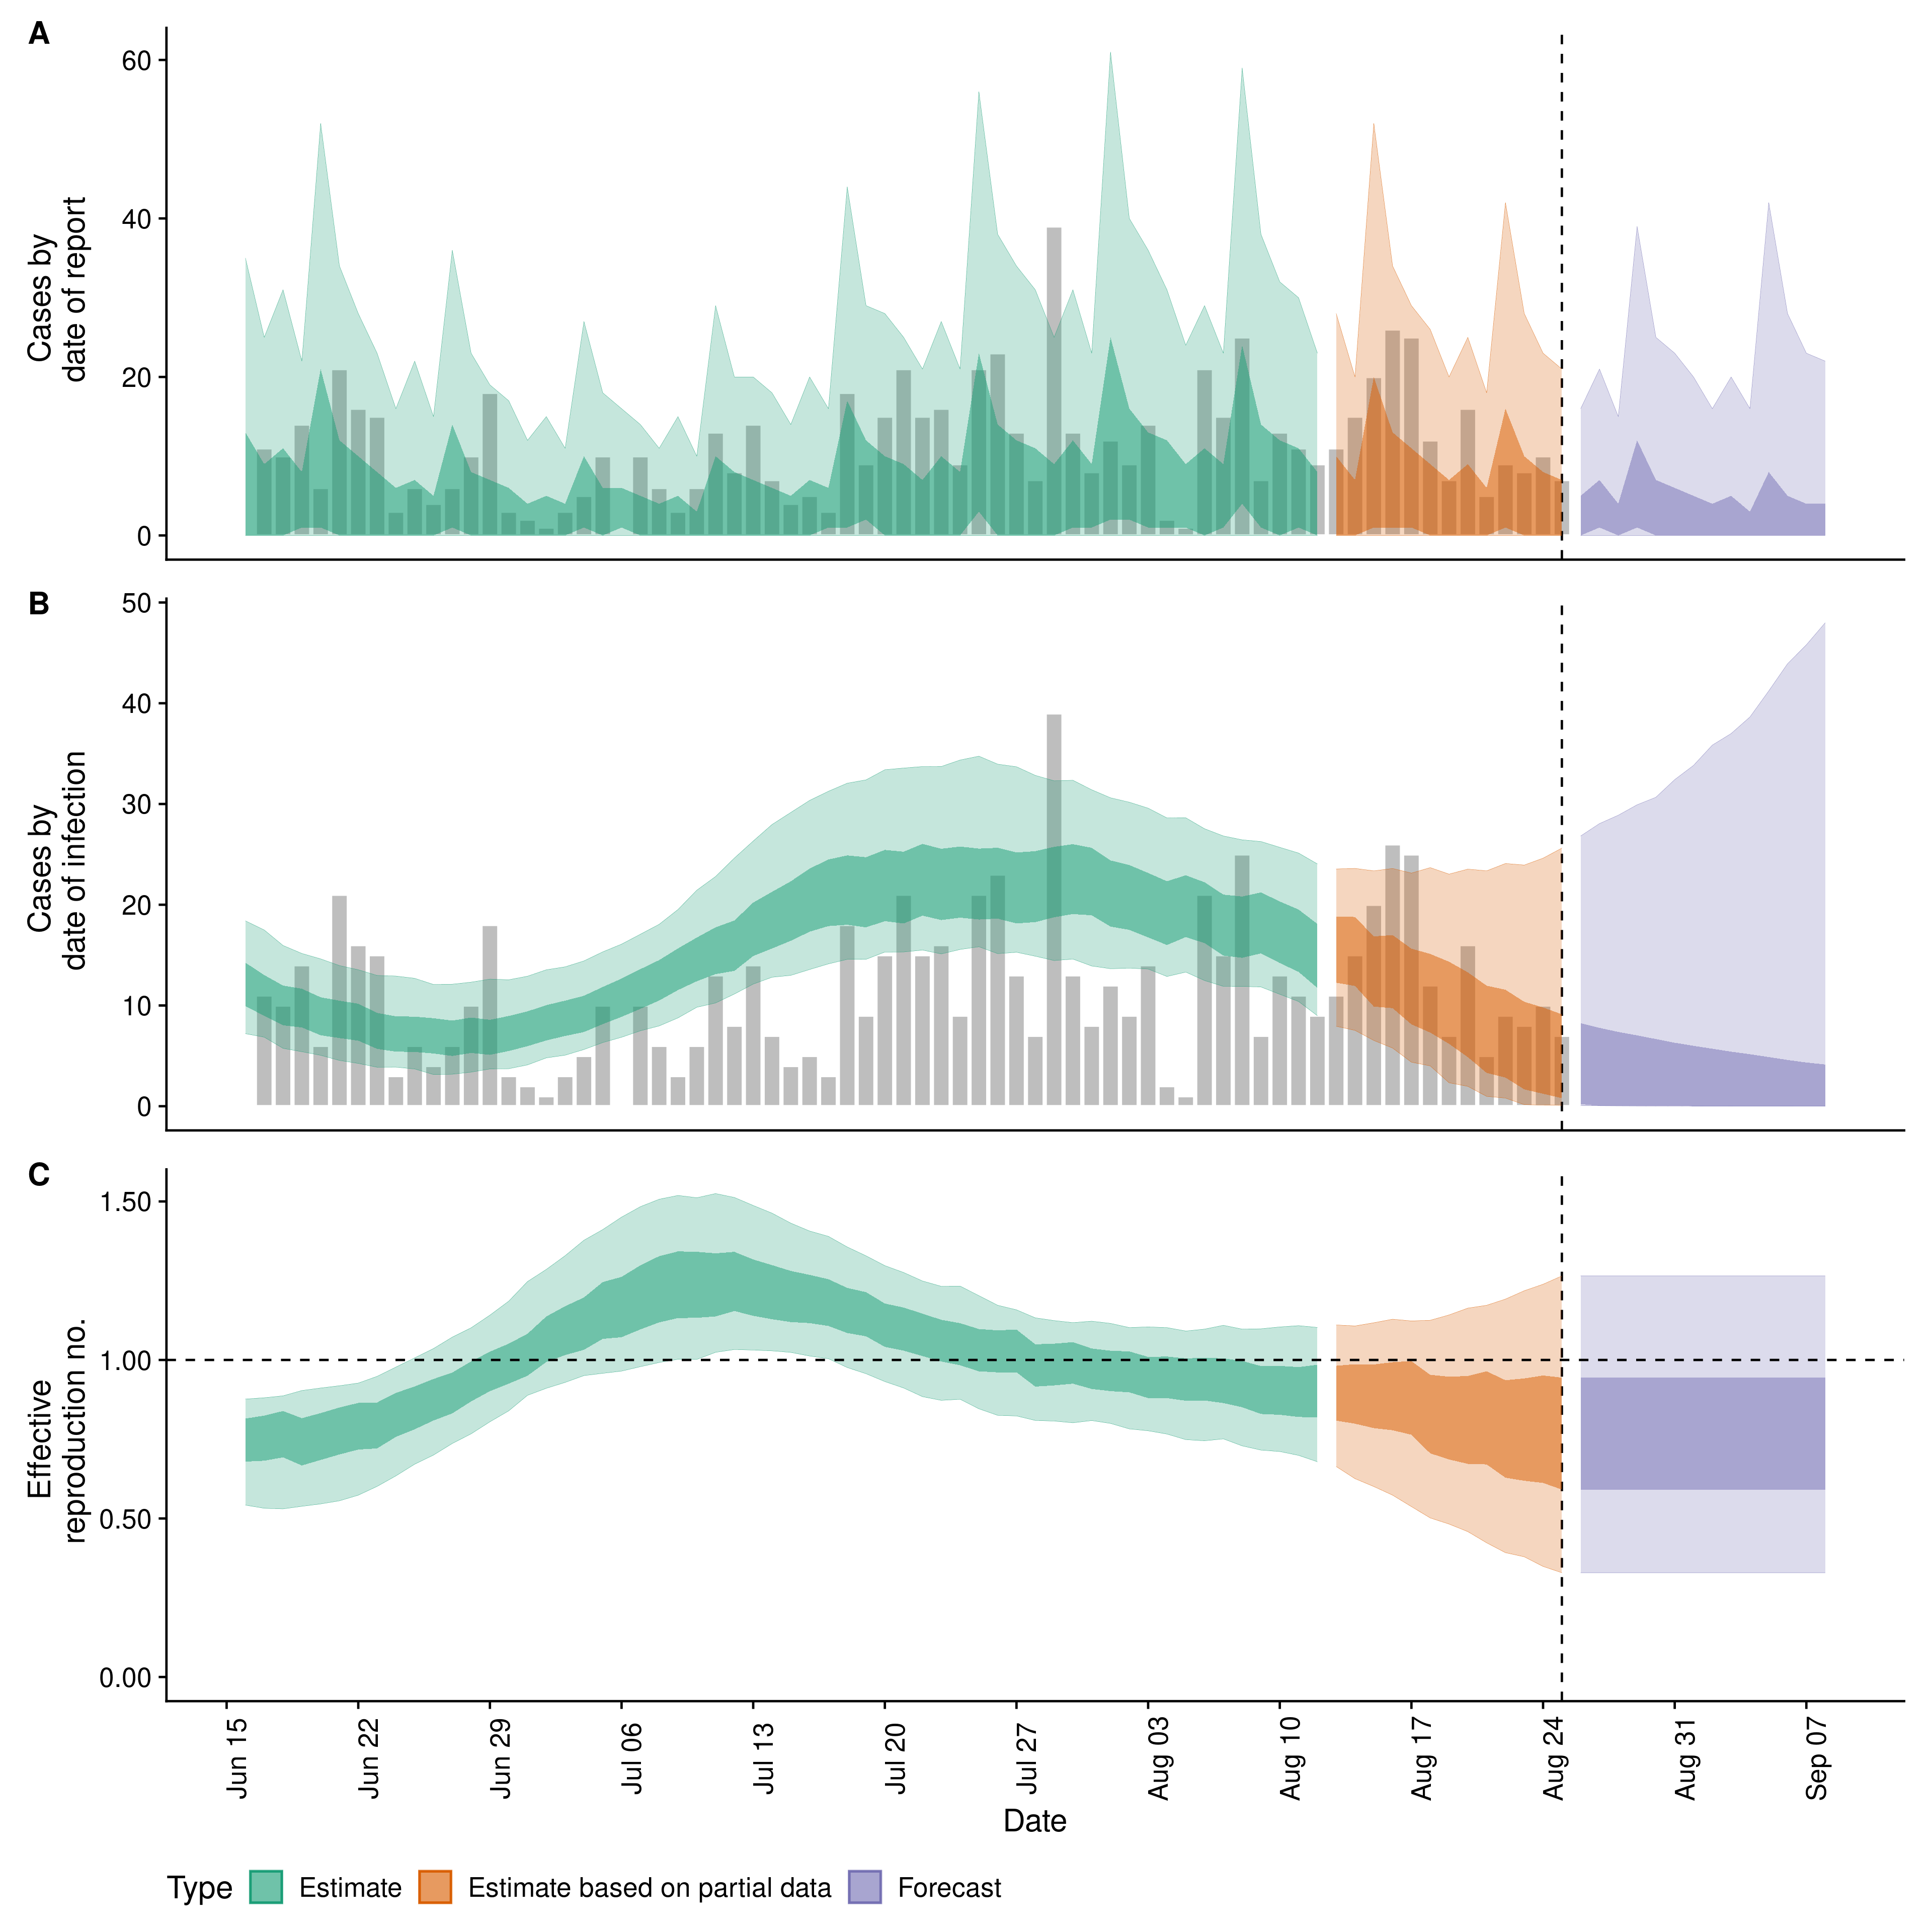 A
60
40
20
0
Cases by
date of report
B
50
40
30
20
10
0
Cases by
date of infection
C
1.50
1.00
0.50
0.00
Effective
reproduction no.
Jun 15
Jun 22
Jun 29
Jul 06
Jul 13
Jul 20
Jul 27
Aug 03
Aug 10
Aug 17
Aug 24
Aug 31
Sep 07
Date
Type Estimate Estimate based on partial data Forecast